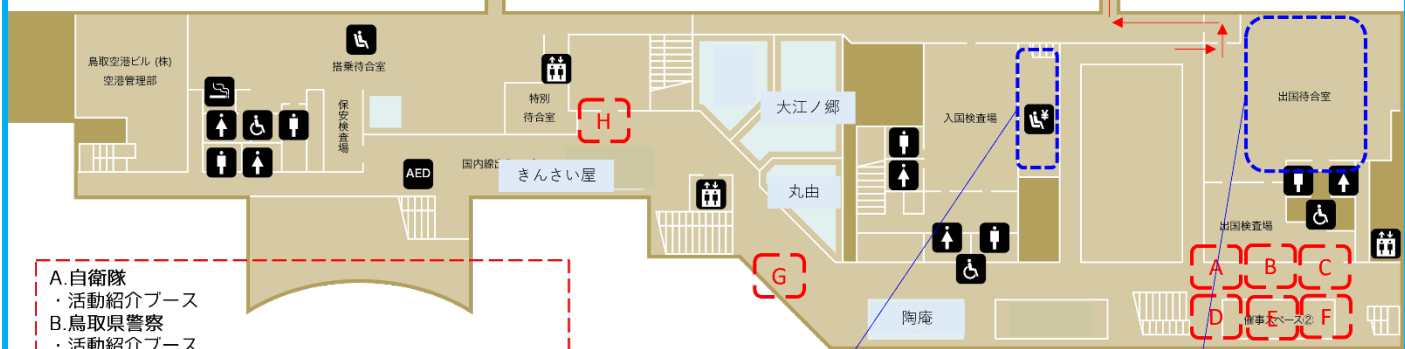 鳥取空港ビル (株)
空港管理部
搭乗待合室
保安検査場
特別
待合室
H
大江ノ郷
入国検査場
¥
出国待合室
AED
国内線出
きんさい屋
丸由
出国検査場
G
A
B
C
陶庵
D
E
F
催事スペース②
A.自衛隊
・活動紹介ブース
B.鳥取県警察
・活動紹介ブース